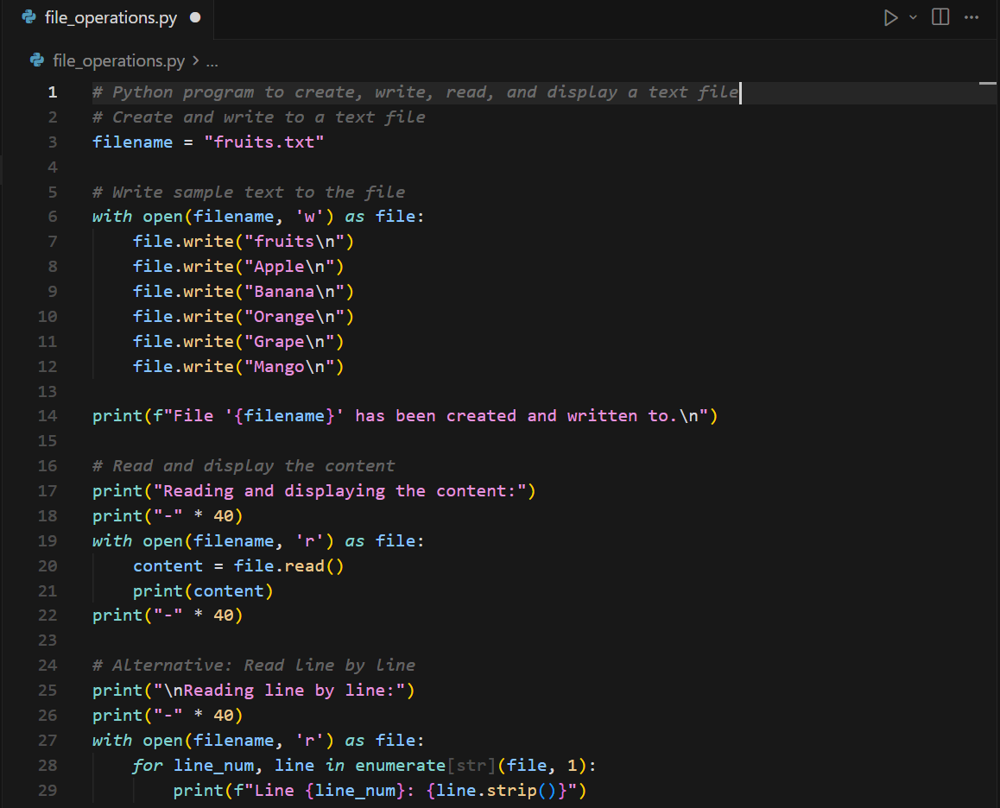 file_operations.py
file_operations.py > ...
1 # Python program to create, write, read, and display a text file
2 # Create and write to a text file
3 filename = "fruits.txt"
4
5 # Write sample text to the file
6 with open(filename, 'w') as file:
7     file.write("fruits\n")
8     file.write("Apple\n")
9     file.write("Banana\n")
10     file.write("Orange\n")
11     file.write("Grape\n")
12     file.write("Mango\n")
13
14 print(f"File '{filename}' has been created and written to.\n")
15
16 # Read and display the content
17 print("Reading and displaying the content:")
18 print("-" * 40)
19 with open(filename, 'r') as file:
20     content = file.read()
21     print(content)
22 print("-" * 40)
23
24 # Alternative: Read line by line
25 print("\nReading line by line:")
26 print("-" * 40)
27 with open(filename, 'r') as file:
28     for line_num, line in enumerate[str](file, 1):
29         print(f"Line {line_num}: {line.strip()}")